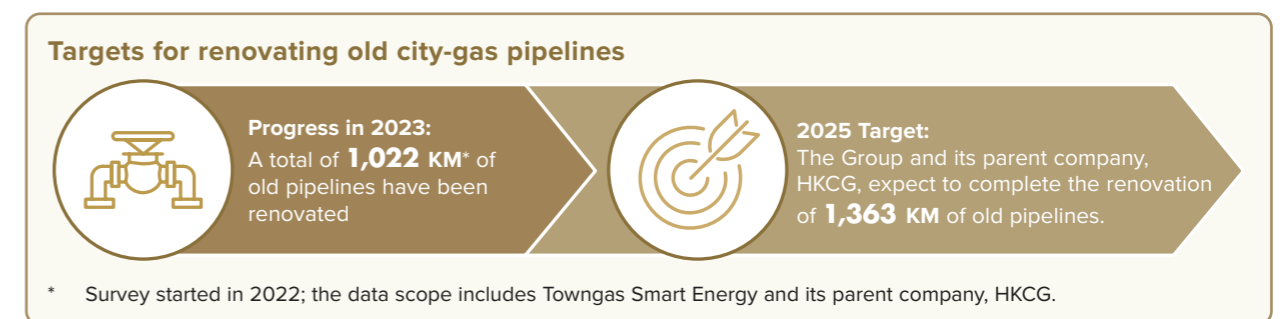 Targets for renovating old city-gas pipelines
Progress in 2023:
A total of 1,022 KM* of
old pipelines have been
renovated
2025 Target:
The Group and its parent company,
HKCG, expect to complete the renovation
of 1,363 KM of old pipelines.
* Survey started in 2022; the data scope includes Towngas Smart Energy and its parent company, HKCG.